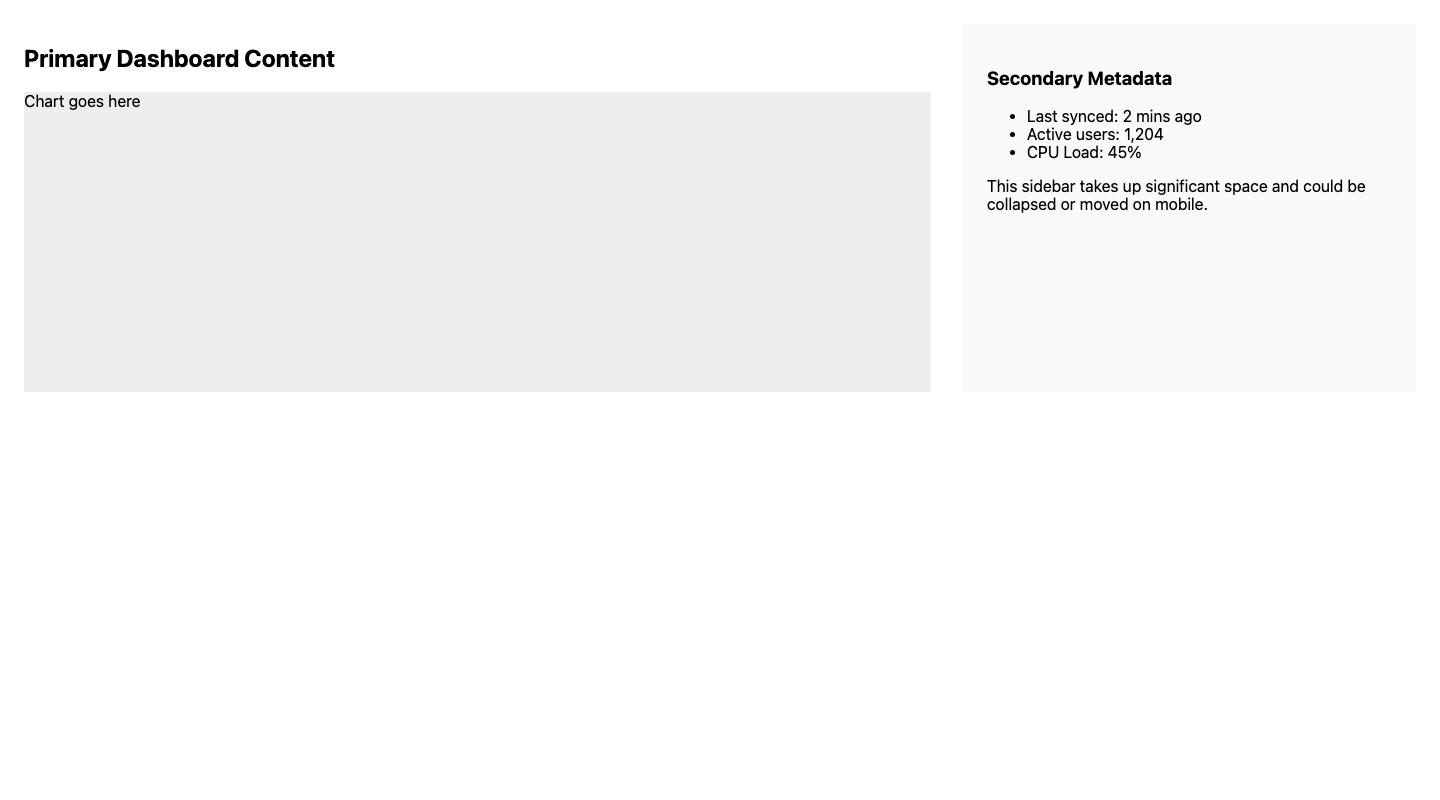 Primary Dashboard Content
Chart goes here
Secondary Metadata
Last synced: 2 mins ago
Active users: 1,204
CPU Load: 45%
This sidebar takes up significant space and could be
collapsed or moved on mobile.